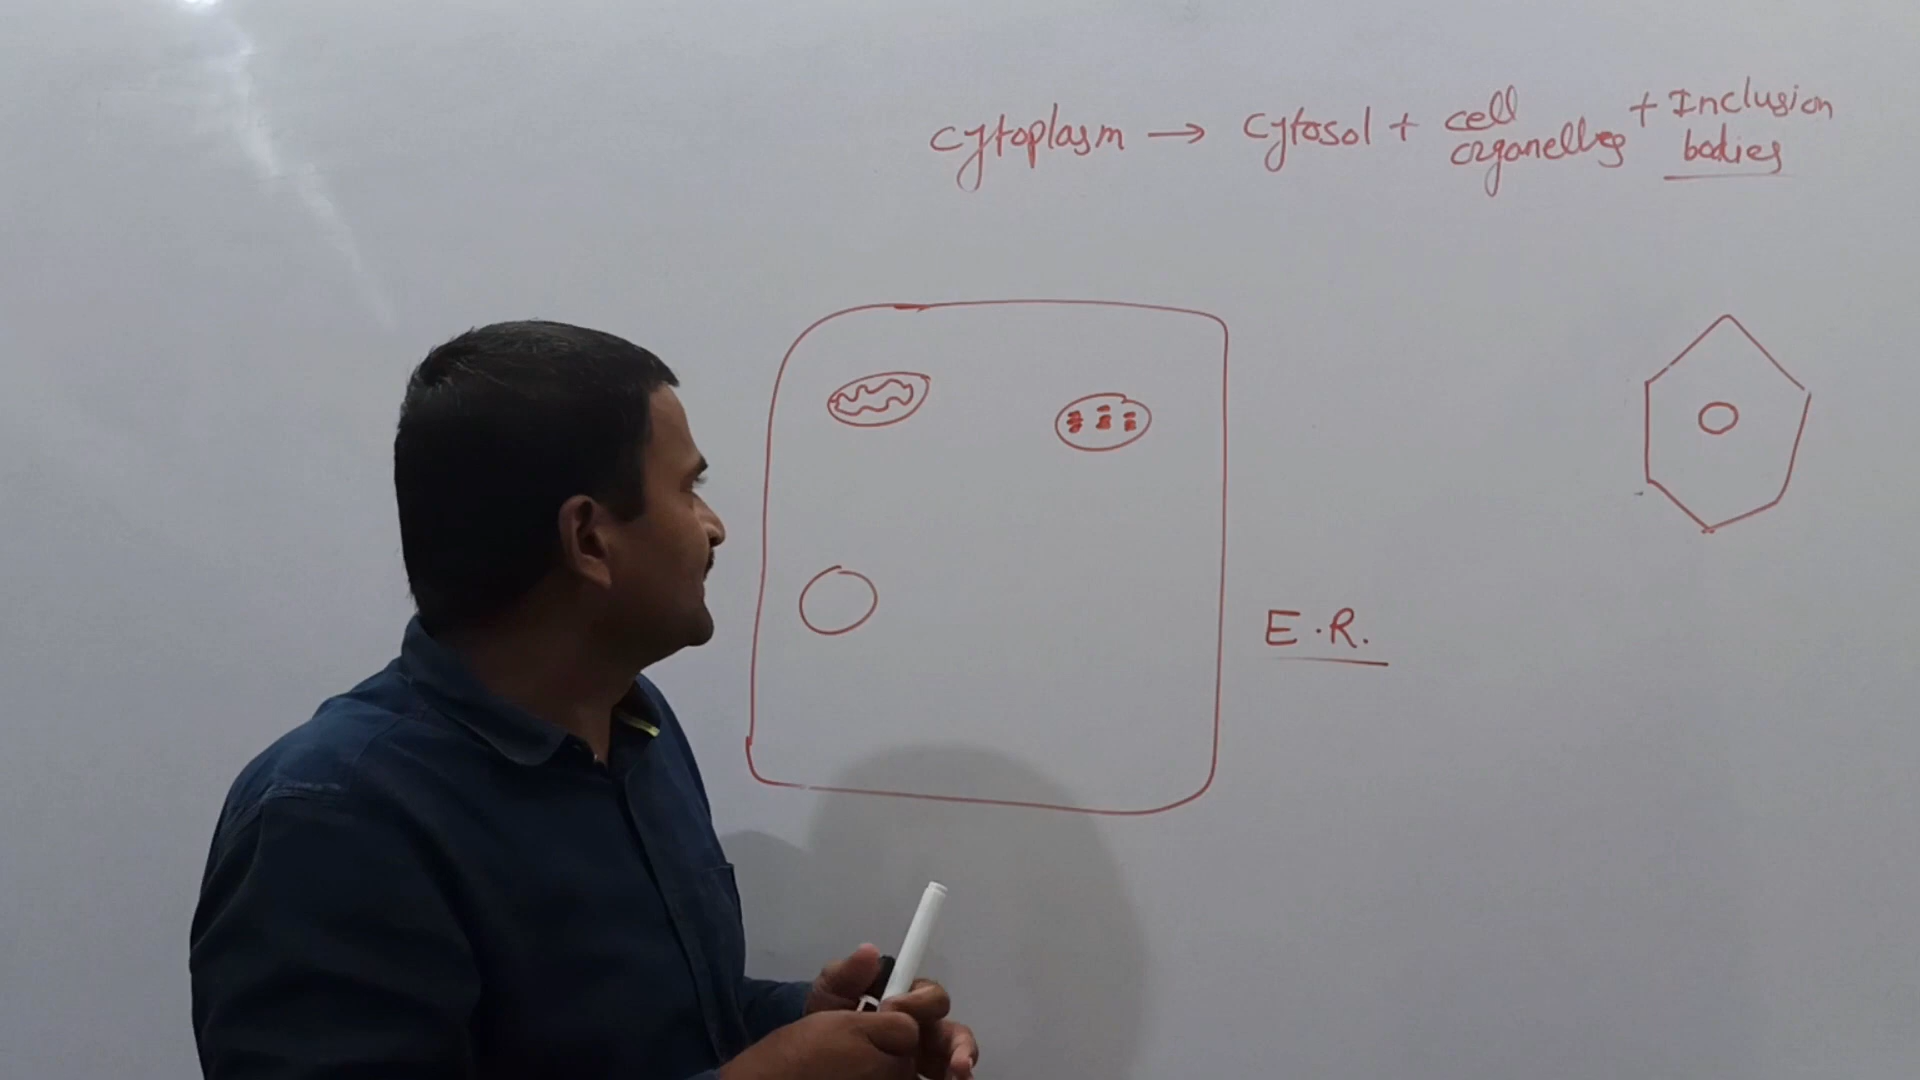 Cytoplasm → Cytosol + cell organelles + Inclusion bodies
E.R.